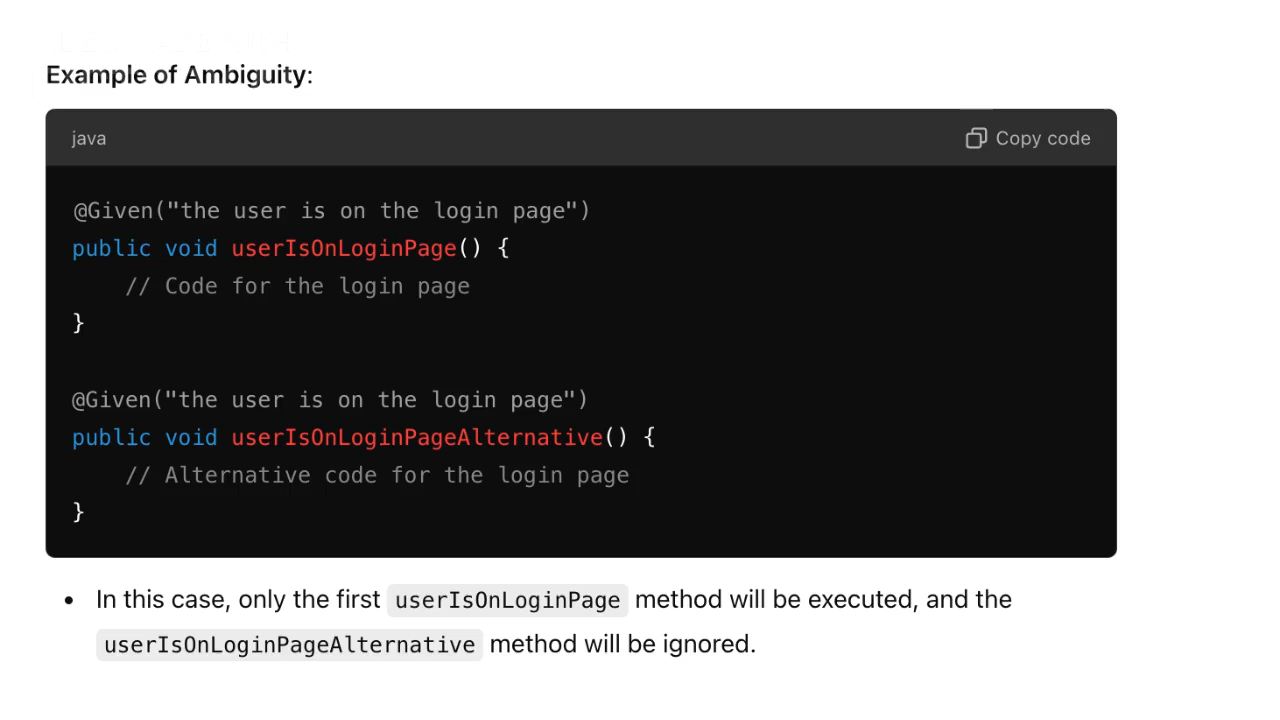 Example of Ambiguity:
java
Copy code
@Given("the user is on the login page")
public void userIsOnLoginPage() {
    // Code for the login page
}
@Given("the user is on the login page")
public void userIsOnLoginPageAlternative() {
    // Alternative code for the login page
}
• In this case, only the first userIsOnLoginPage method will be executed, and the
userIsOnLoginPageAlternative method will be ignored.